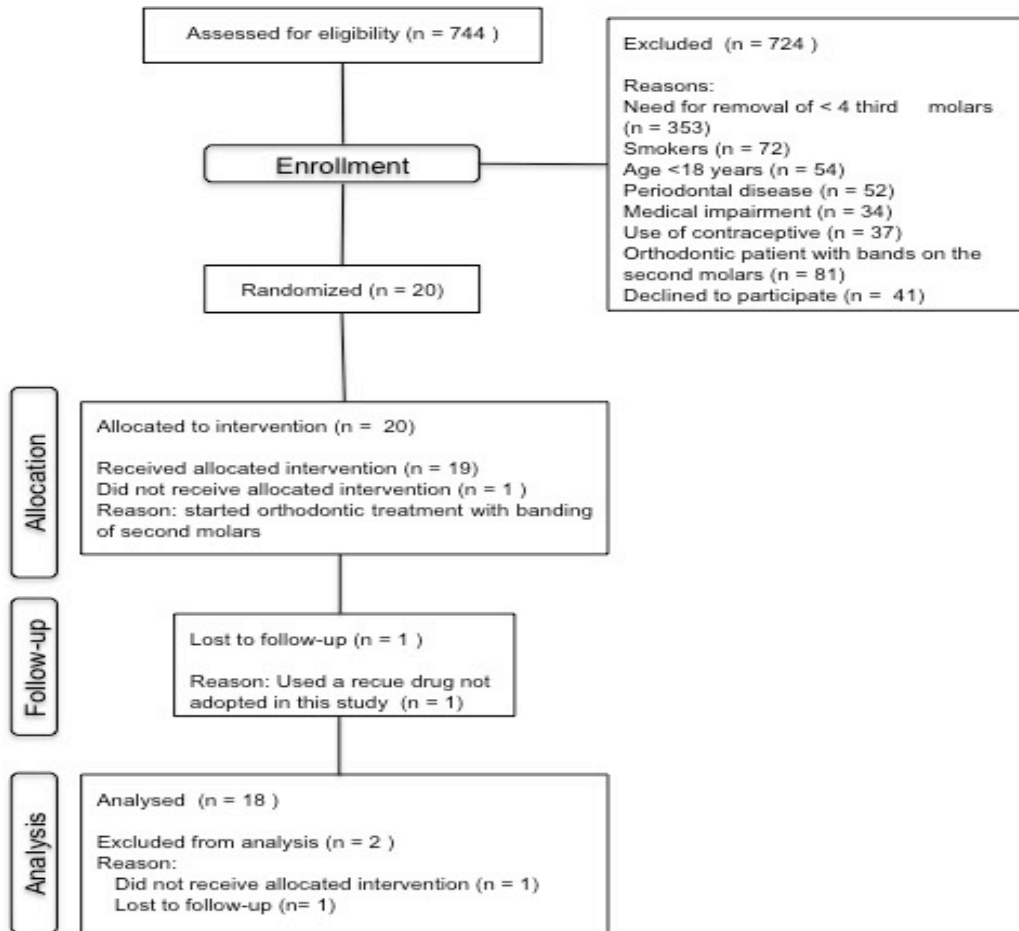 Assessed for eligibility (n = 744 )
Excluded (n = 724 )
Reasons:
Need for removal of < 4 third molars
(n = 353)
Smokers (n = 72)
Age <18 years (n = 54)
Periodontal disease (n = 52)
Medical impairment (n = 34)
Use of contraceptive (n = 37)
Orthodontic patient with bands on the
second molars (n = 81)
Declined to participate (n = 41)
Enrollment
Randomized (n = 20)
Allocation
Allocated to intervention (n = 20)
Received allocated intervention (n = 19)
Did not receive allocated intervention (n = 1 )
Reason: started orthodontic treatment with banding
of second molars
Follow-up
Lost to follow-up (n = 1 )
Reason: Used a recue drug not
adopted in this study (n = 1)
Analysis
Analysed (n = 18 )
Excluded from analysis (n = 2 )
Reason:
Did not receive allocated intervention (n = 1)
Lost to follow-up (n= 1)